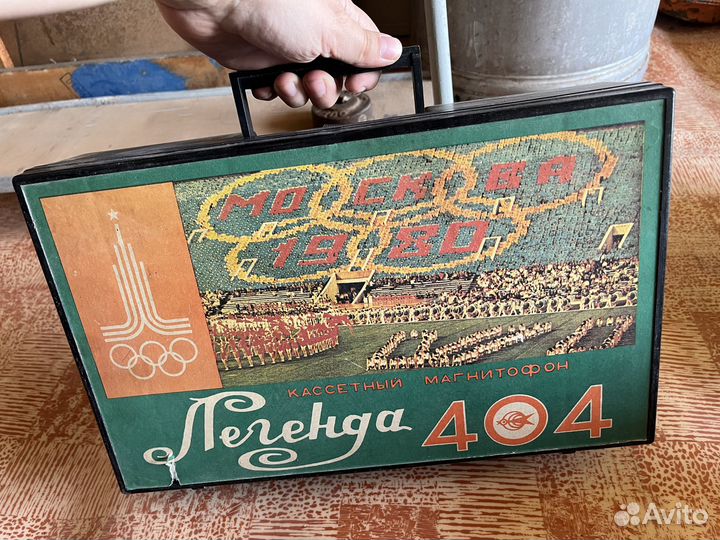 МОСКВА
1980
КАССЕТНЫЙ МАГНИТОФОН
Легенда 404
Avito